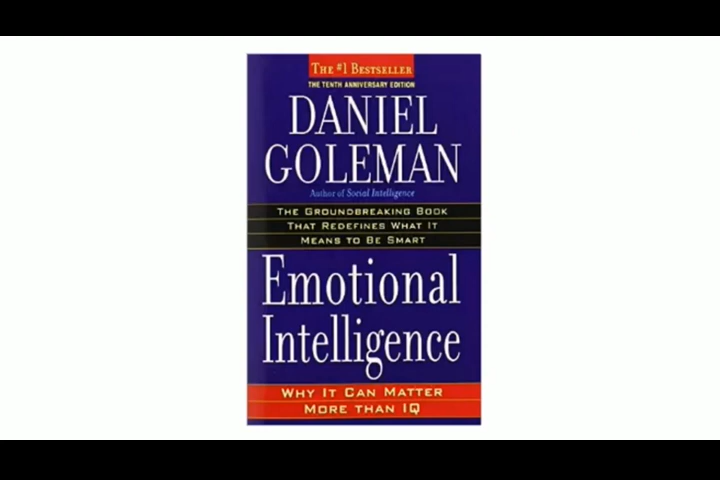 THE #1 BESTSELLER
THE TENTH ANNIVERSARY EDITION
DANIEL
GOLEMAN
Author of Social Intelligence
THE GROUNDBREAKING BOOK
THAT REDEFINES WHAT IT
MEANS TO BE SMART
Emotional
Intelligence
WHY IT CAN MATTER
MORE THAN IQ